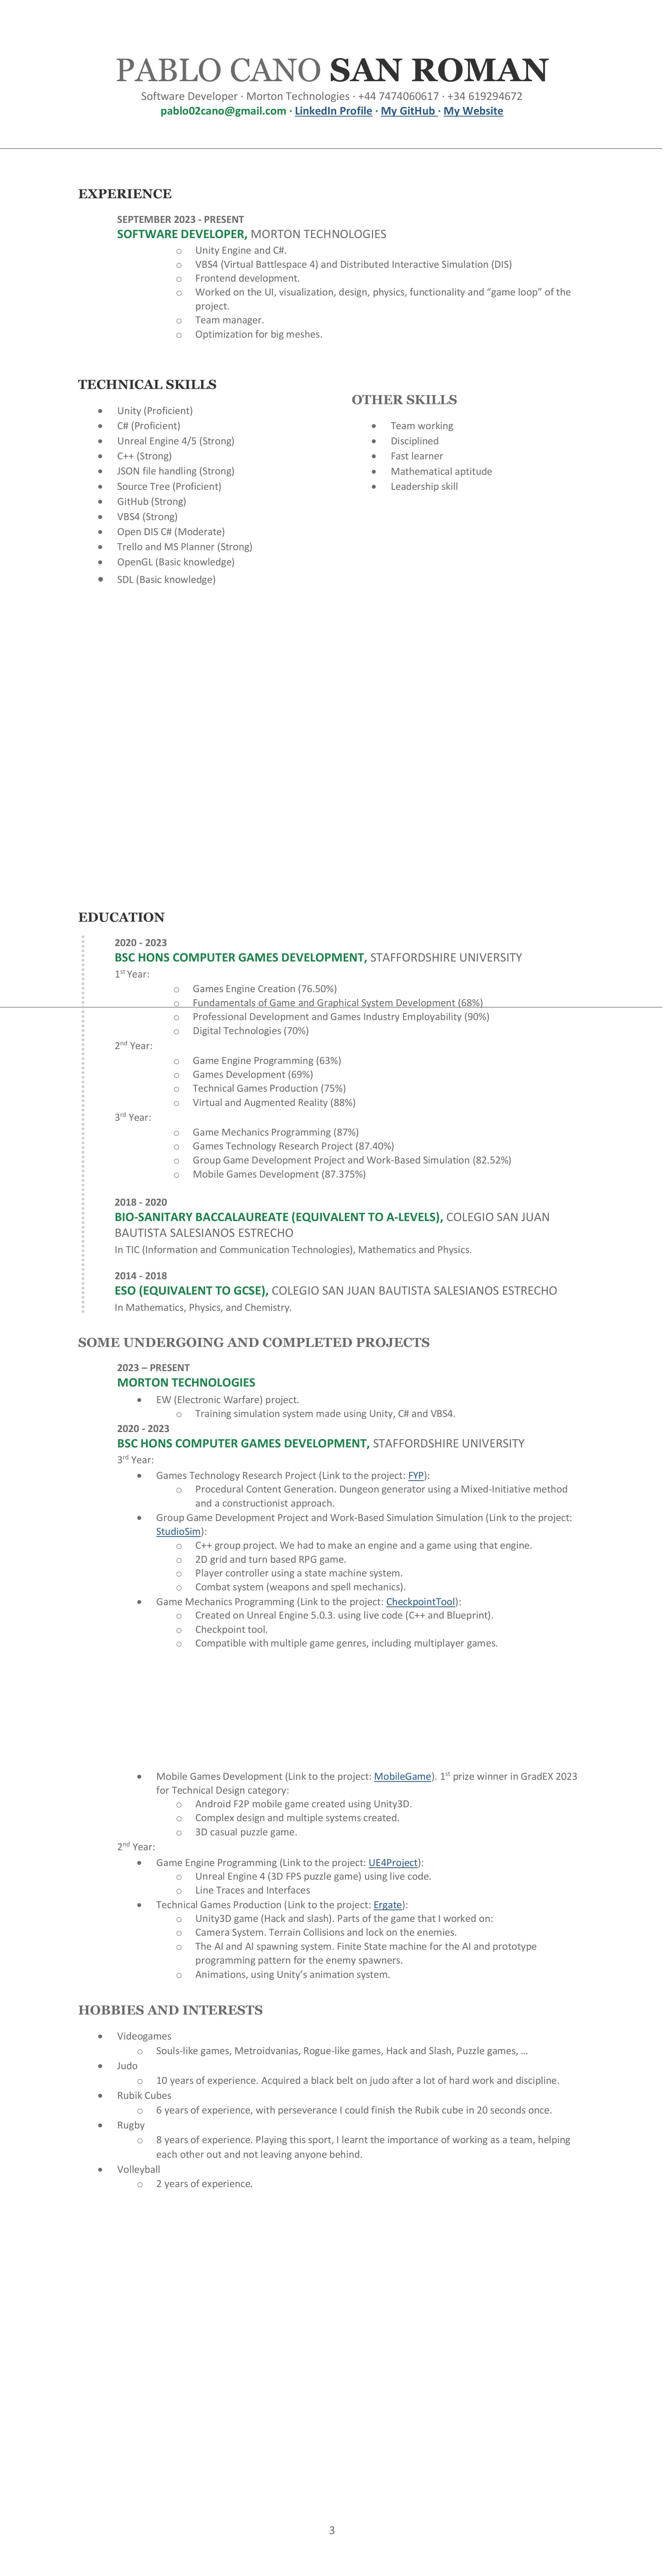 PABLO CANO SAN ROMAN
Software Developer · Morton Technologies · +44 7474060617 · +34 619294672
pablo02cano@gmail.com · LinkedIn Profile · My GitHub · My Website
EXPERIENCE
SEPTEMBER 2023 - PRESENT
SOFTWARE DEVELOPER, MORTON TECHNOLOGIES
o Unity Engine and C#.
o VBS4 (Virtual Battlespace 4) and Distributed Interactive Simulation (DIS)
o Frontend development.
o Worked on the UI, visualization, design, physics, functionality and “game loop” of the
project.
o Team manager.
o Optimization for big meshes.
TECHNICAL SKILLS
• Unity (Proficient)
• C# (Proficient)
• Unreal Engine 4/5 (Strong)
• C++ (Strong)
• JSON file handling (Strong)
• Source Tree (Proficient)
• GitHub (Strong)
• VBS4 (Strong)
• Open DIS C# (Moderate)
• Trello and MS Planner (Strong)
• OpenGL (Basic knowledge)
• SDL (Basic knowledge)
OTHER SKILLS
• Team working
• Disciplined
• Fast learner
• Mathematical aptitude
• Leadership skill
EDUCATION
2020 - 2023
BSC HONS COMPUTER GAMES DEVELOPMENT, STAFFORDSHIRE UNIVERSITY
1st Year:
o Games Engine Creation (76.50%)
o Fundamentals of Game and Graphical System Development (68%)
o Professional Development and Games Industry Employability (90%)
o Digital Technologies (70%)
2nd Year:
o Game Engine Programming (63%)
o Games Development (69%)
o Technical Games Production (75%)
o Virtual and Augmented Reality (88%)
3rd Year:
o Game Mechanics Programming (87%)
o Games Technology Research Project (87.40%)
o Group Game Development Project and Work-Based Simulation (82.52%)
o Mobile Games Development (87.375%)
2018 - 2020
BIO-SANITARY BACCALAUREATE (EQUIVALENT TO A-LEVELS), COLEGIO SAN JUAN
BAUTISTA SALESIANOS ESTRECHO
In TIC (Information and Communication Technologies), Mathematics and Physics.
2014 - 2018
ESO (EQUIVALENT TO GCSE), COLEGIO SAN JUAN BAUTISTA SALESIANOS ESTRECHO
In Mathematics, Physics, and Chemistry.
SOME UNDERGOING AND COMPLETED PROJECTS
2023 – PRESENT
MORTON TECHNOLOGIES
• EW (Electronic Warfare) project.
o Training simulation system made using Unity, C# and VBS4.
2020 - 2023
BSC HONS COMPUTER GAMES DEVELOPMENT, STAFFORDSHIRE UNIVERSITY
3rd Year:
• Games Technology Research Project (Link to the project: FYP):
o Procedural Content Generation. Dungeon generator using a Mixed-Initiative method
and a constructionist approach.
• Group Game Development Project and Work-Based Simulation Simulation (Link to the project:
StudioSim):
o C++ group project. We had to make an engine and a game using that engine.
o 2D grid and turn based RPG game.
o Player controller using a state machine system.
o Combat system (weapons and spell mechanics).
• Game Mechanics Programming (Link to the project: CheckpointTool):
o Created on Unreal Engine 5.0.3. using live code (C++ and Blueprint).
o Checkpoint tool.
o Compatible with multiple game genres, including multiplayer games.
• Mobile Games Development (Link to the project: MobileGame). 1st prize winner in GradEX 2023
for Technical Design category:
o Android F2P mobile game created using Unity3D.
o Complex design and multiple systems created.
o 3D casual puzzle game.
2nd Year:
• Game Engine Programming (Link to the project: UE4Project):
o Unreal Engine 4 (3D FPS puzzle game) using live code.
o Line Traces and Interfaces
• Technical Games Production (Link to the project: Ergate):
o Unity3D game (Hack and slash). Parts of the game that I worked on:
o Camera System. Terrain Collisions and lock on the enemies.
o The AI and AI spawning system. Finite State machine for the AI and prototype
programming pattern for the enemy spawners.
o Animations, using Unity’s animation system.
HOBBIES AND INTERESTS
• Videogames
o Souls-like games, Metroidvanias, Rogue-like games, Hack and Slash, Puzzle games, …
• Judo
o 10 years of experience. Acquired a black belt on judo after a lot of hard work and discipline.
• Rubik Cubes
o 6 years of experience, with perseverance I could finish the Rubik cube in 20 seconds once.
• Rugby
o 8 years of experience. Playing this sport, I learnt the importance of working as a team, helping
each other out and not leaving anyone behind.
• Volleyball
o 2 years of experience.
3